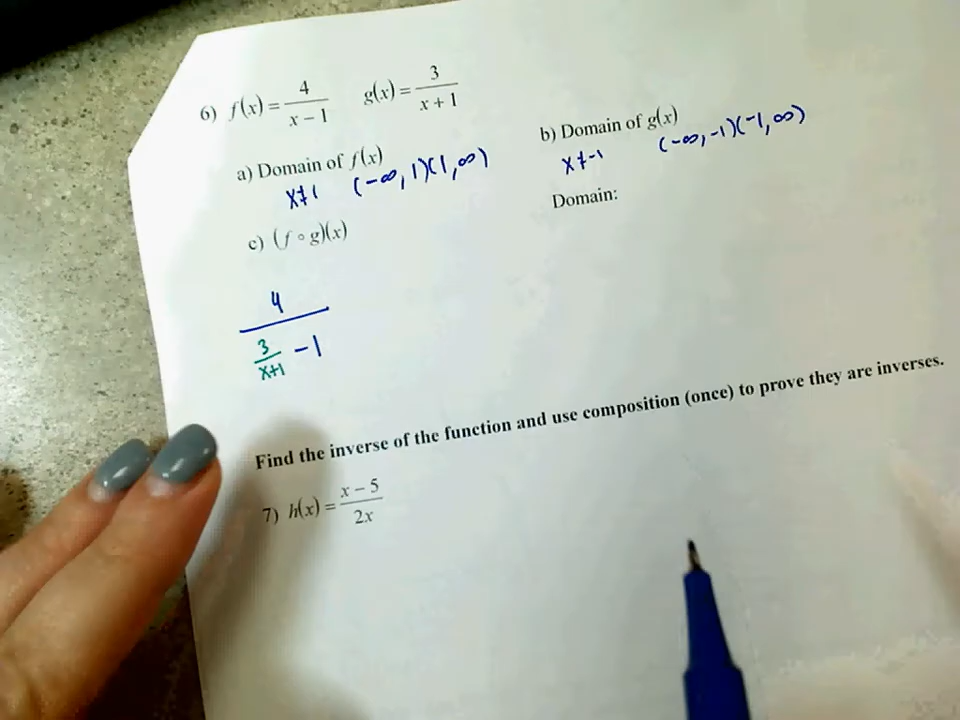 6) f(x) = 4/(x − 1)   g(x) = 3/(x + 1)
a) Domain of f(x)
x≠1   (-∞, 1)(1, ∞)
b) Domain of g(x)
x≠-1   (-∞, -1)(-1, ∞)
c) (f ∘ g)(x)
Domain:
4/(3/(x+1) - 1)
Find the inverse of the function and use composition (once) to prove they are inverses.
7) h(x) = (x − 5)/(2x)